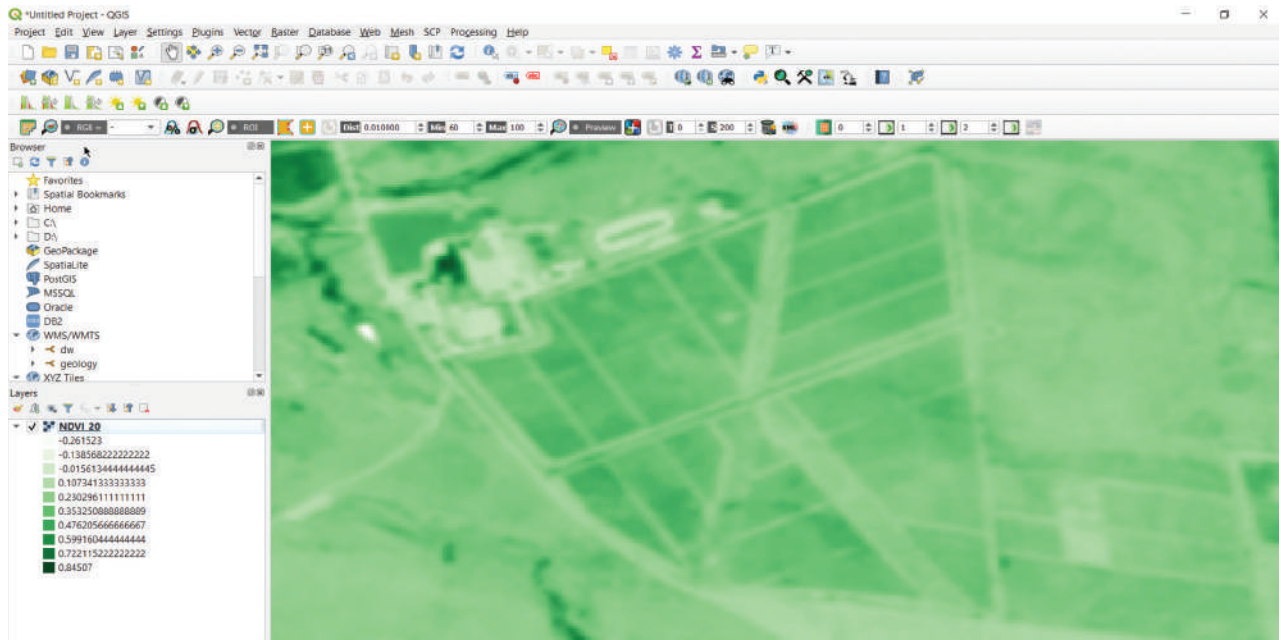 *Untitled Project - QGIS
Project Edit View Layer Settings Plugins Vector Raster Database Web Mesh SCP Processing Help
RGB = -
ROI
Dist 0.010000
Min 60
Max 100
Preview
T 0
S 200
0
1
2
Browser
Favorites
Spatial Bookmarks
Home
C:\
D:\
GeoPackage
SpatiaLite
PostGIS
MSSQL
Oracle
DB2
WMS/WMTS
dw
geology
XYZ Tiles
Layers
NDVI_20
-0.261523
-0.138568222222222
-0.0156134444444445
0.107341333333333
0.230296111111111
0.353250888888889
0.476205666666667
0.599160444444444
0.722115222222222
0.84507